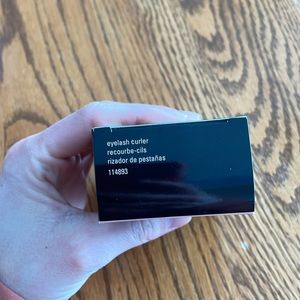 eyelash curler
recourbe-cils
rizador de pestañas
114893